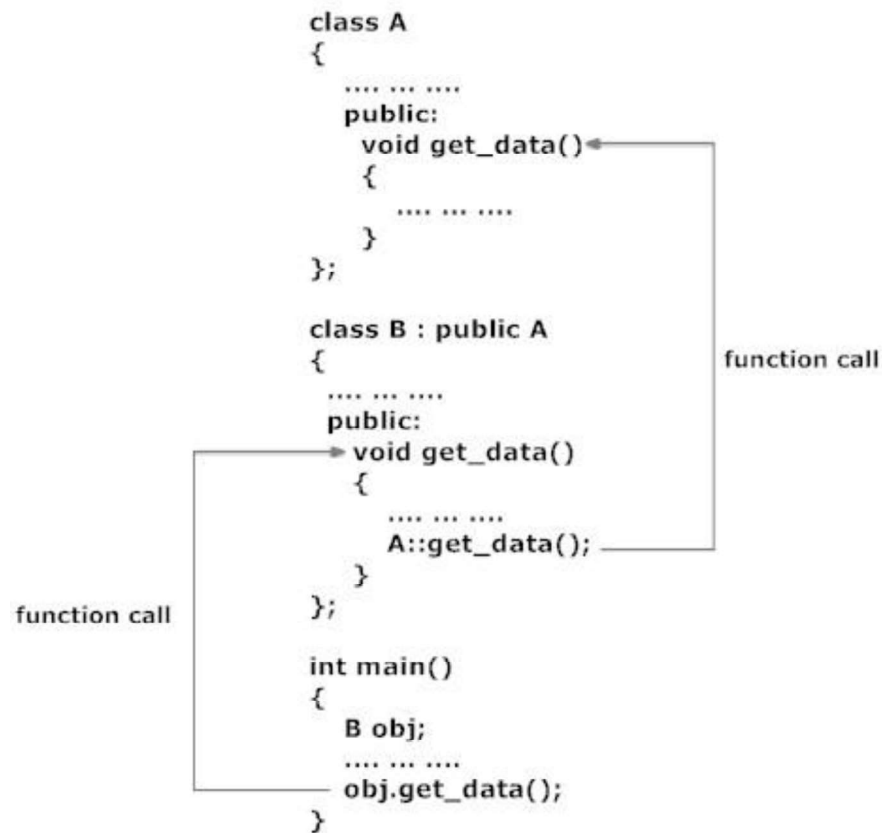 class A
{
.... ... ....
public:
void get_data()
{
.... ... ....
}
};
class B : public A
{
.... ... ....
public:
void get_data()
{
.... ... ....
A::get_data();
}
};
int main()
{
B obj;
.... ... ....
obj.get_data();
}
function call
function call